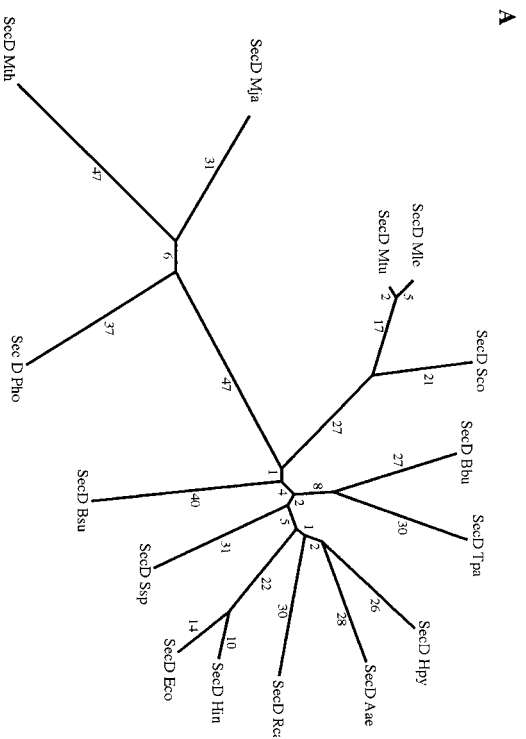 A
SecD Mth
47
SecD Mja
31
6
Sec D Pho
37
47
SecD Mtu
2
SecD Mle
5
17
SecD Sco
21
27
1
4
2
8
SecD Bbu
27
SecD Tpa
30
SecD Bsu
40
SecD Ssp
31
5
1
2
SecD Hpy
26
SecD Aae
28
SecD Rca
30
22
SecD Hin
10
SecD Eco
14